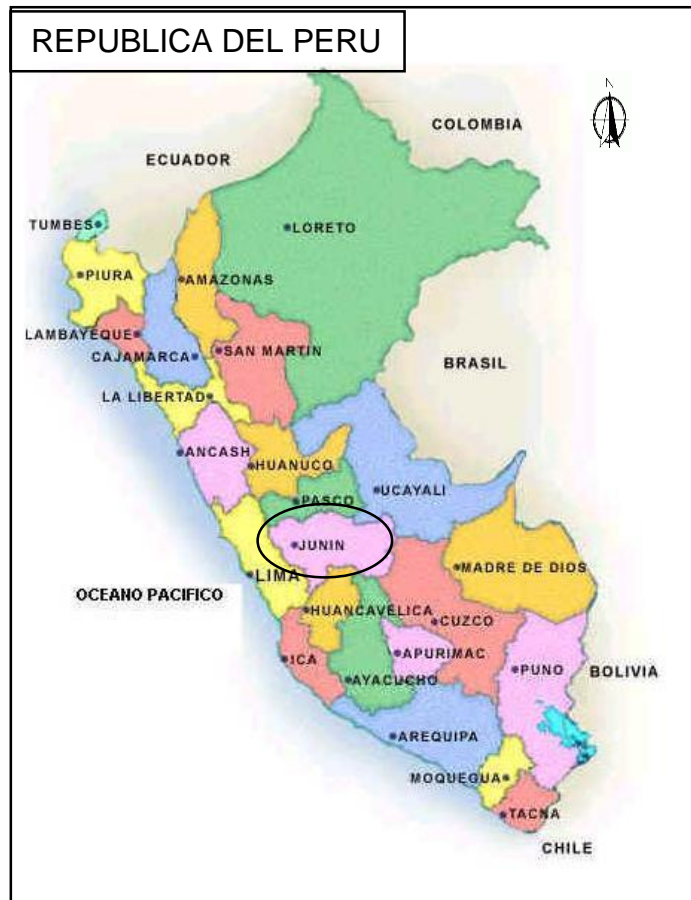 REPUBLICA DEL PERU
COLOMBIA
ECUADOR
TUMBES
LORETO
PIURA
AMAZONAS
LAMBAYEQUE
CAJAMARCA
SAN MARTIN
BRASIL
LA LIBERTAD
ANCASH
HUANUCO
UCAYALI
PASCO
JUNIN
LIMA
MADRE DE DIOS
OCEANO PACIFICO
HUANCAVELICA
CUZCO
ICA
APURIMAC
PUNO
BOLIVIA
AYACUCHO
AREQUIPA
MOQUEGUA
TACNA
CHILE